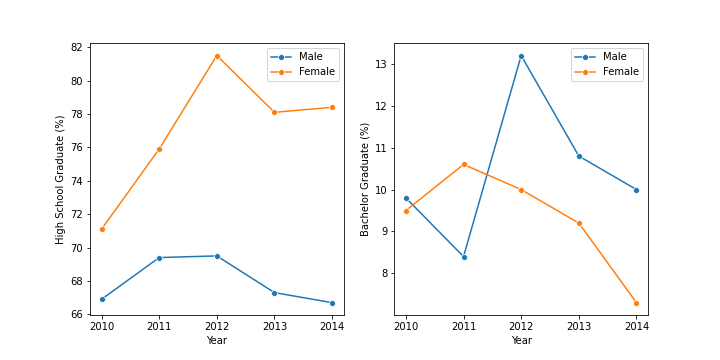 82
80
78
76
74
72
70
68
66
High School Graduate (%)
2010 2011 2012 2013 2014
Year
Male
Female
13
12
11
10
9
8
Bachelor Graduate (%)
2010 2011 2012 2013 2014
Year
Male
Female